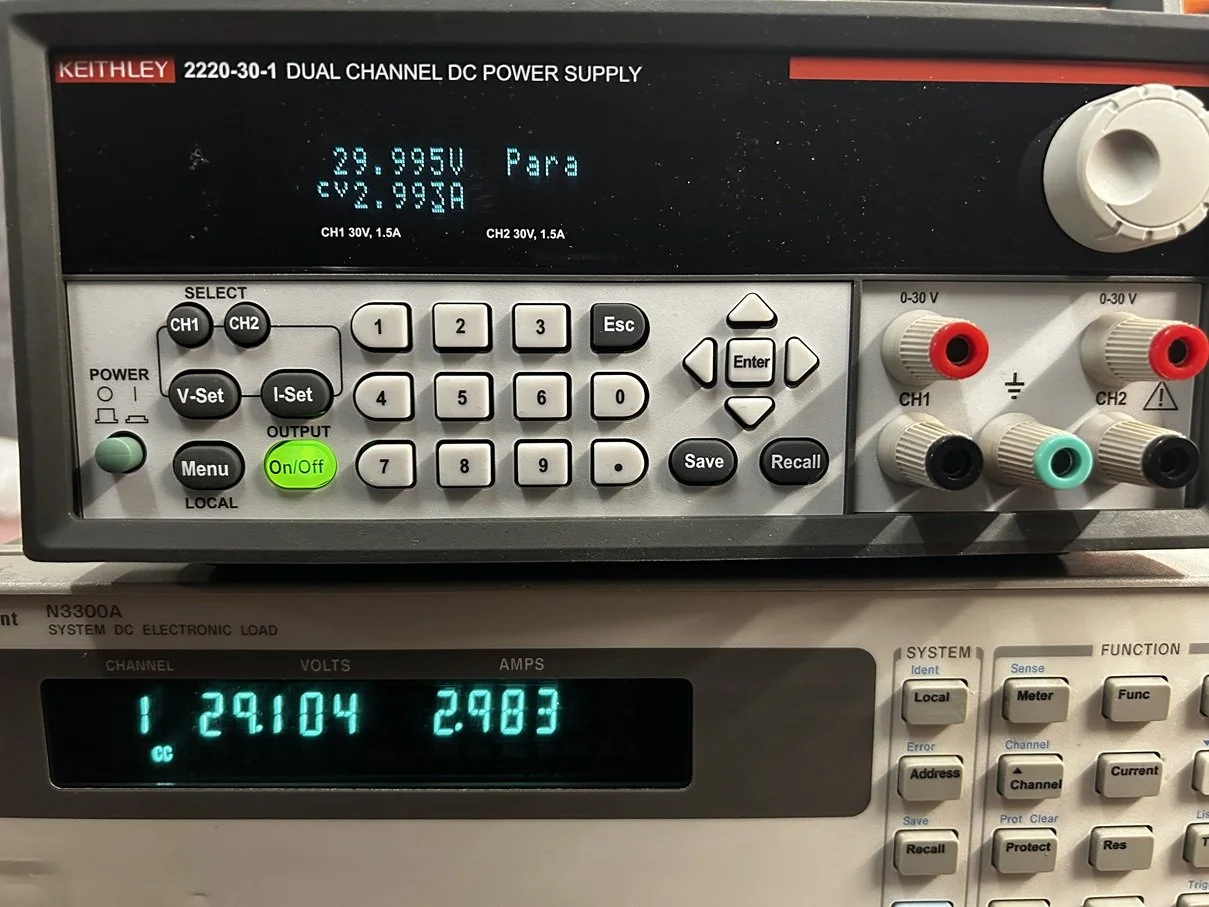 KEITHLEY 2220-30-1 DUAL CHANNEL DC POWER SUPPLY
29.995V Para
CV 2.993A
CH1 30V, 1.5A CH2 30V, 1.5A
SELECT
CH1 CH2
1 2 3 Esc
POWER
V-Set I-Set
4 5 6 0
Enter
OUTPUT
Menu On/Off
7 8 9 .
Save Recall
LOCAL
0-30 V 0-30 V
CH1 CH2
nt N3300A
SYSTEM DC ELECTRONIC LOAD
CHANNEL VOLTS AMPS
1 29.104 2.983
CC
SYSTEM FUNCTION
Ident Sense
Local Meter Func
Error Channel
Address Channel Current
Save Prot Clear Lis
Recall Protect Res T
Trig